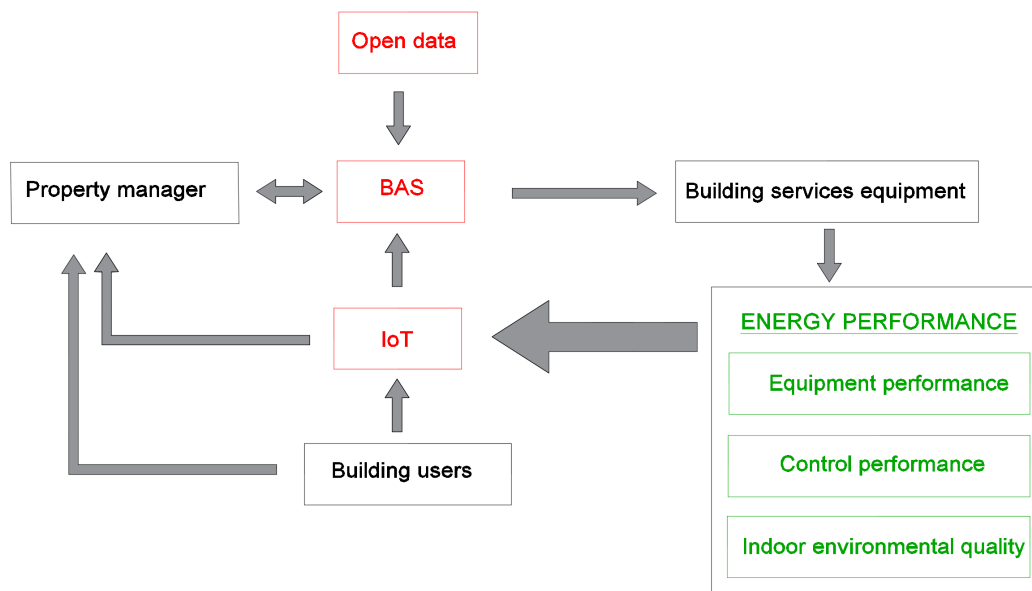 Open data
Property manager
BAS
Building services equipment
IoT
ENERGY PERFORMANCE
Equipment performance
Control performance
Building users
Indoor environmental quality